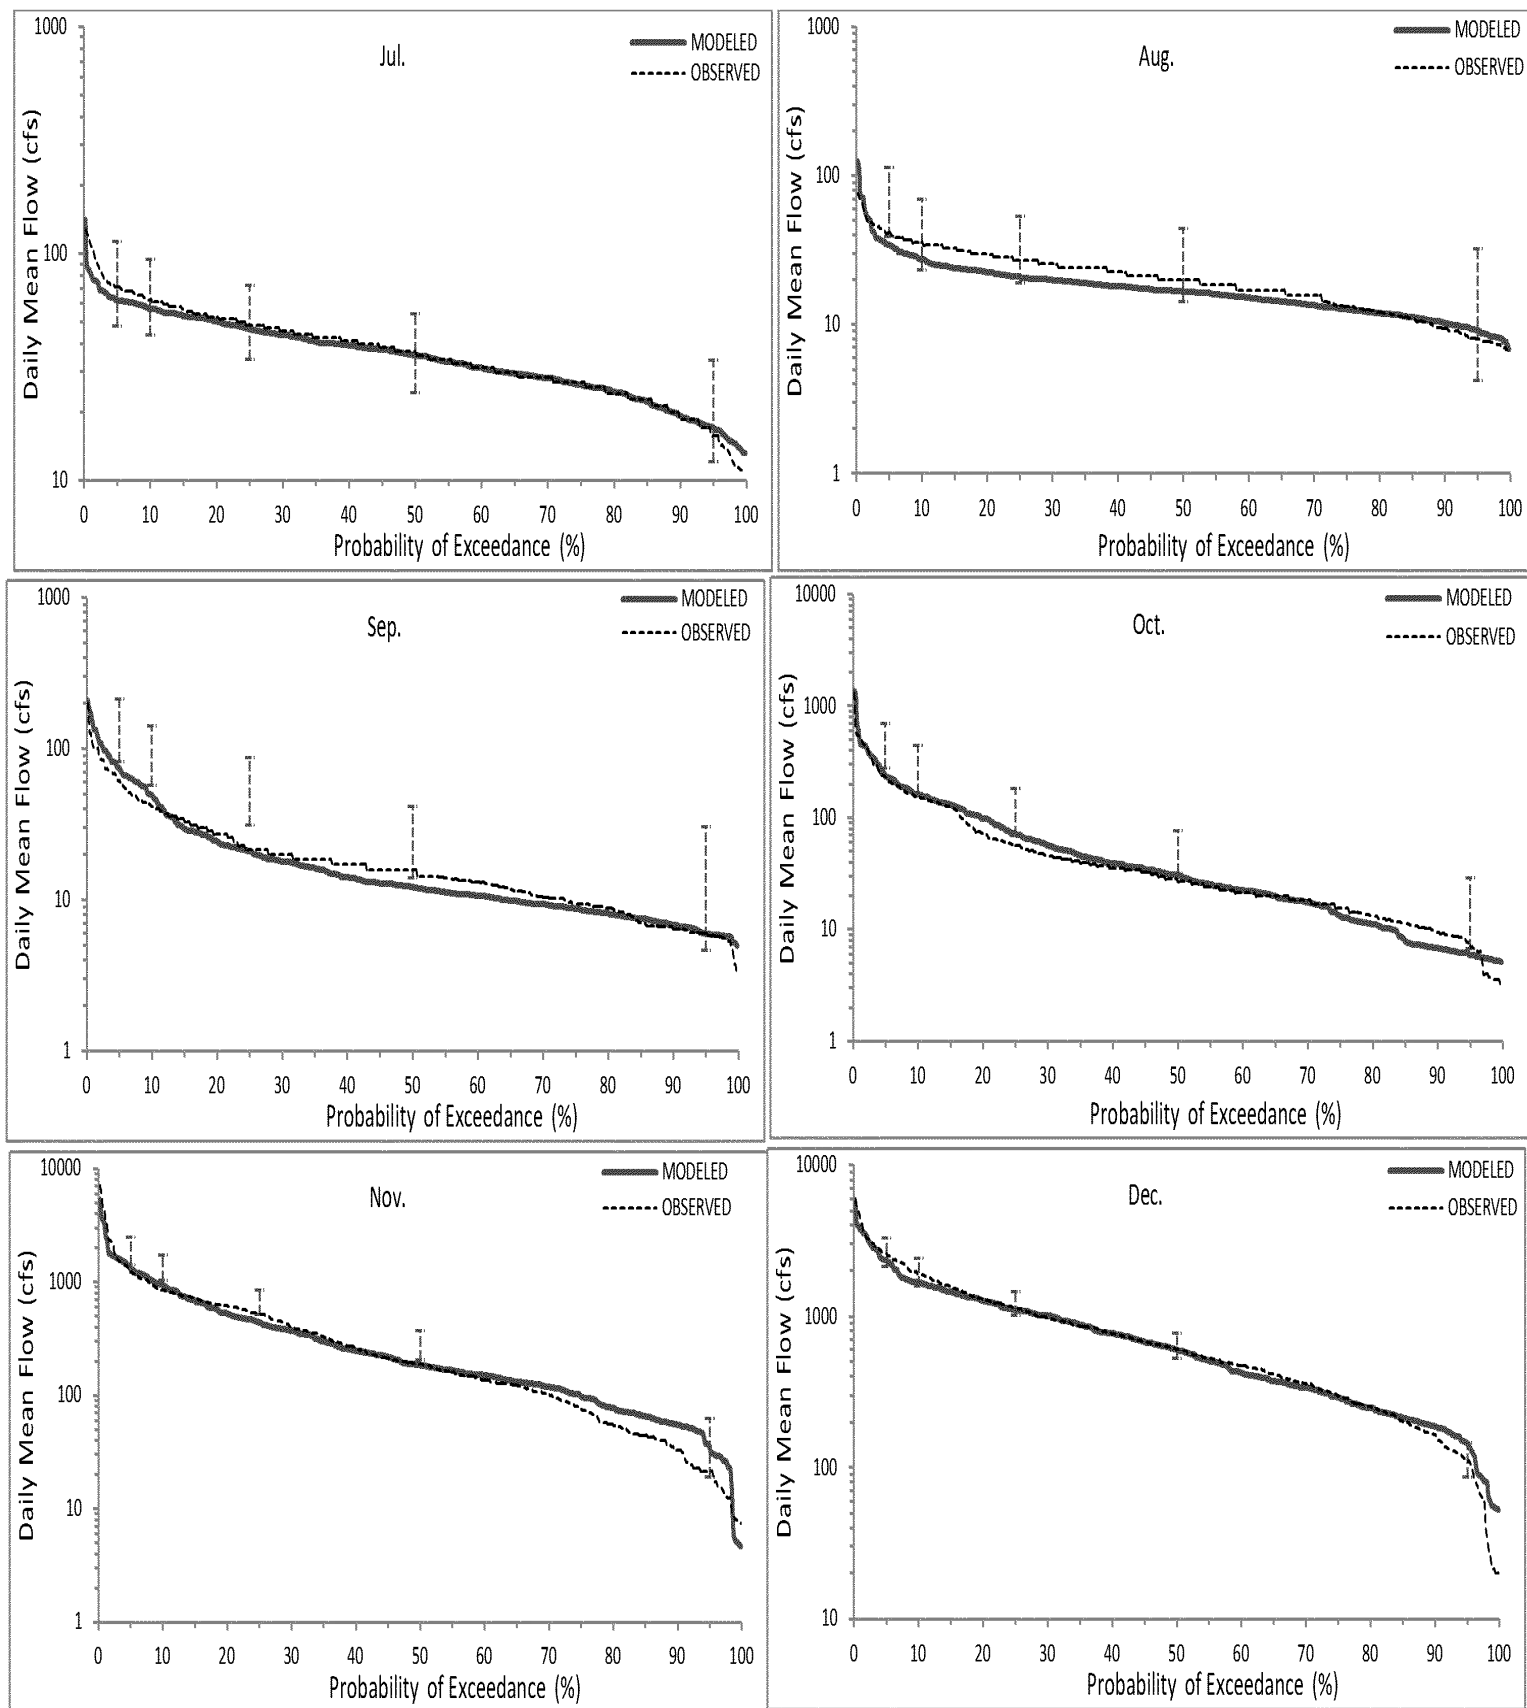 Jul.
MODELED
OBSERVED
Daily Mean Flow (cfs)
1000
100
10
0 10 20 30 40 50 60 70 80 90 100
Probability of Exceedance (%)
Aug.
MODELED
OBSERVED
Daily Mean Flow (cfs)
1000
100
10
1
0 10 20 30 40 50 60 70 80 90 100
Probability of Exceedance (%)
Sep.
MODELED
OBSERVED
Daily Mean Flow (cfs)
1000
100
10
1
0 10 20 30 40 50 60 70 80 90 100
Probability of Exceedance (%)
Oct.
MODELED
OBSERVED
Daily Mean Flow (cfs)
10000
1000
100
10
1
0 10 20 30 40 50 60 70 80 90 100
Probability of Exceedance (%)
Nov.
MODELED
OBSERVED
Daily Mean Flow (cfs)
10000
1000
100
10
1
0 10 20 30 40 50 60 70 80 90 100
Probability of Exceedance (%)
Dec.
MODELED
OBSERVED
Daily Mean Flow (cfs)
10000
1000
100
10
0 10 20 30 40 50 60 70 80 90 100
Probability of Exceedance (%)